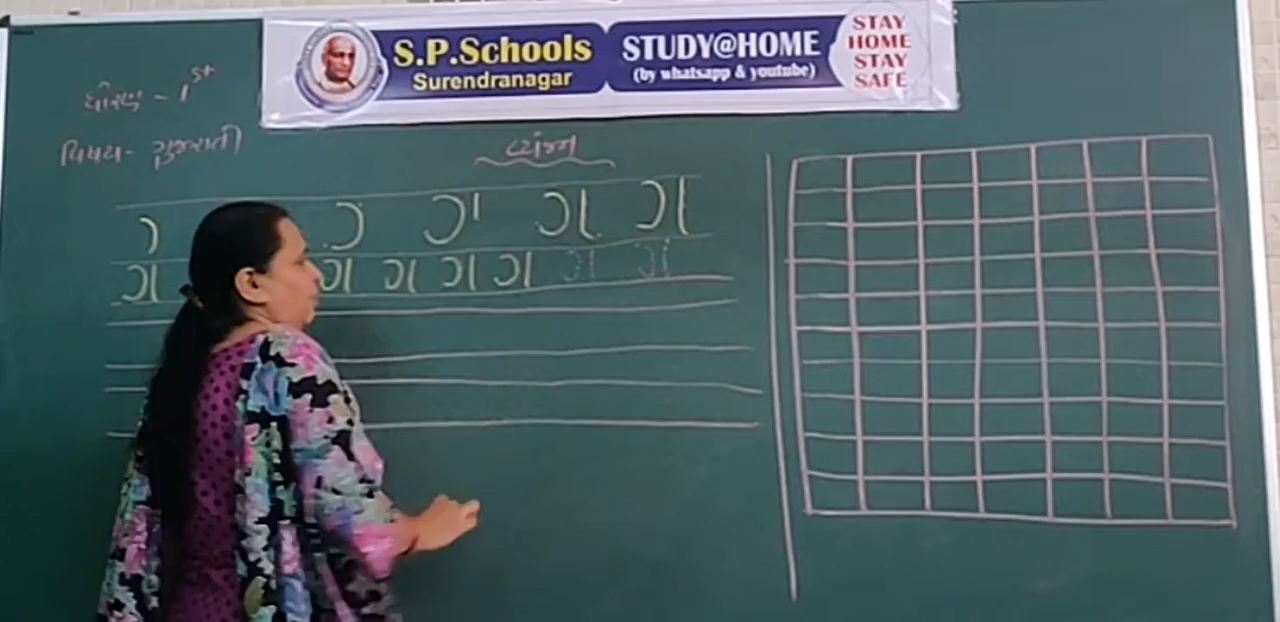 S.P.Schools
Surendranagar
STUDY@HOME
(by whatsapp & youtube)
STAY
HOME
STAY
SAFE
ધોરણ - 1st
વિષય - ગુજરાતી
વ્યંજન
ગ
ગ ગ ગ ગ ગ ગ ગ